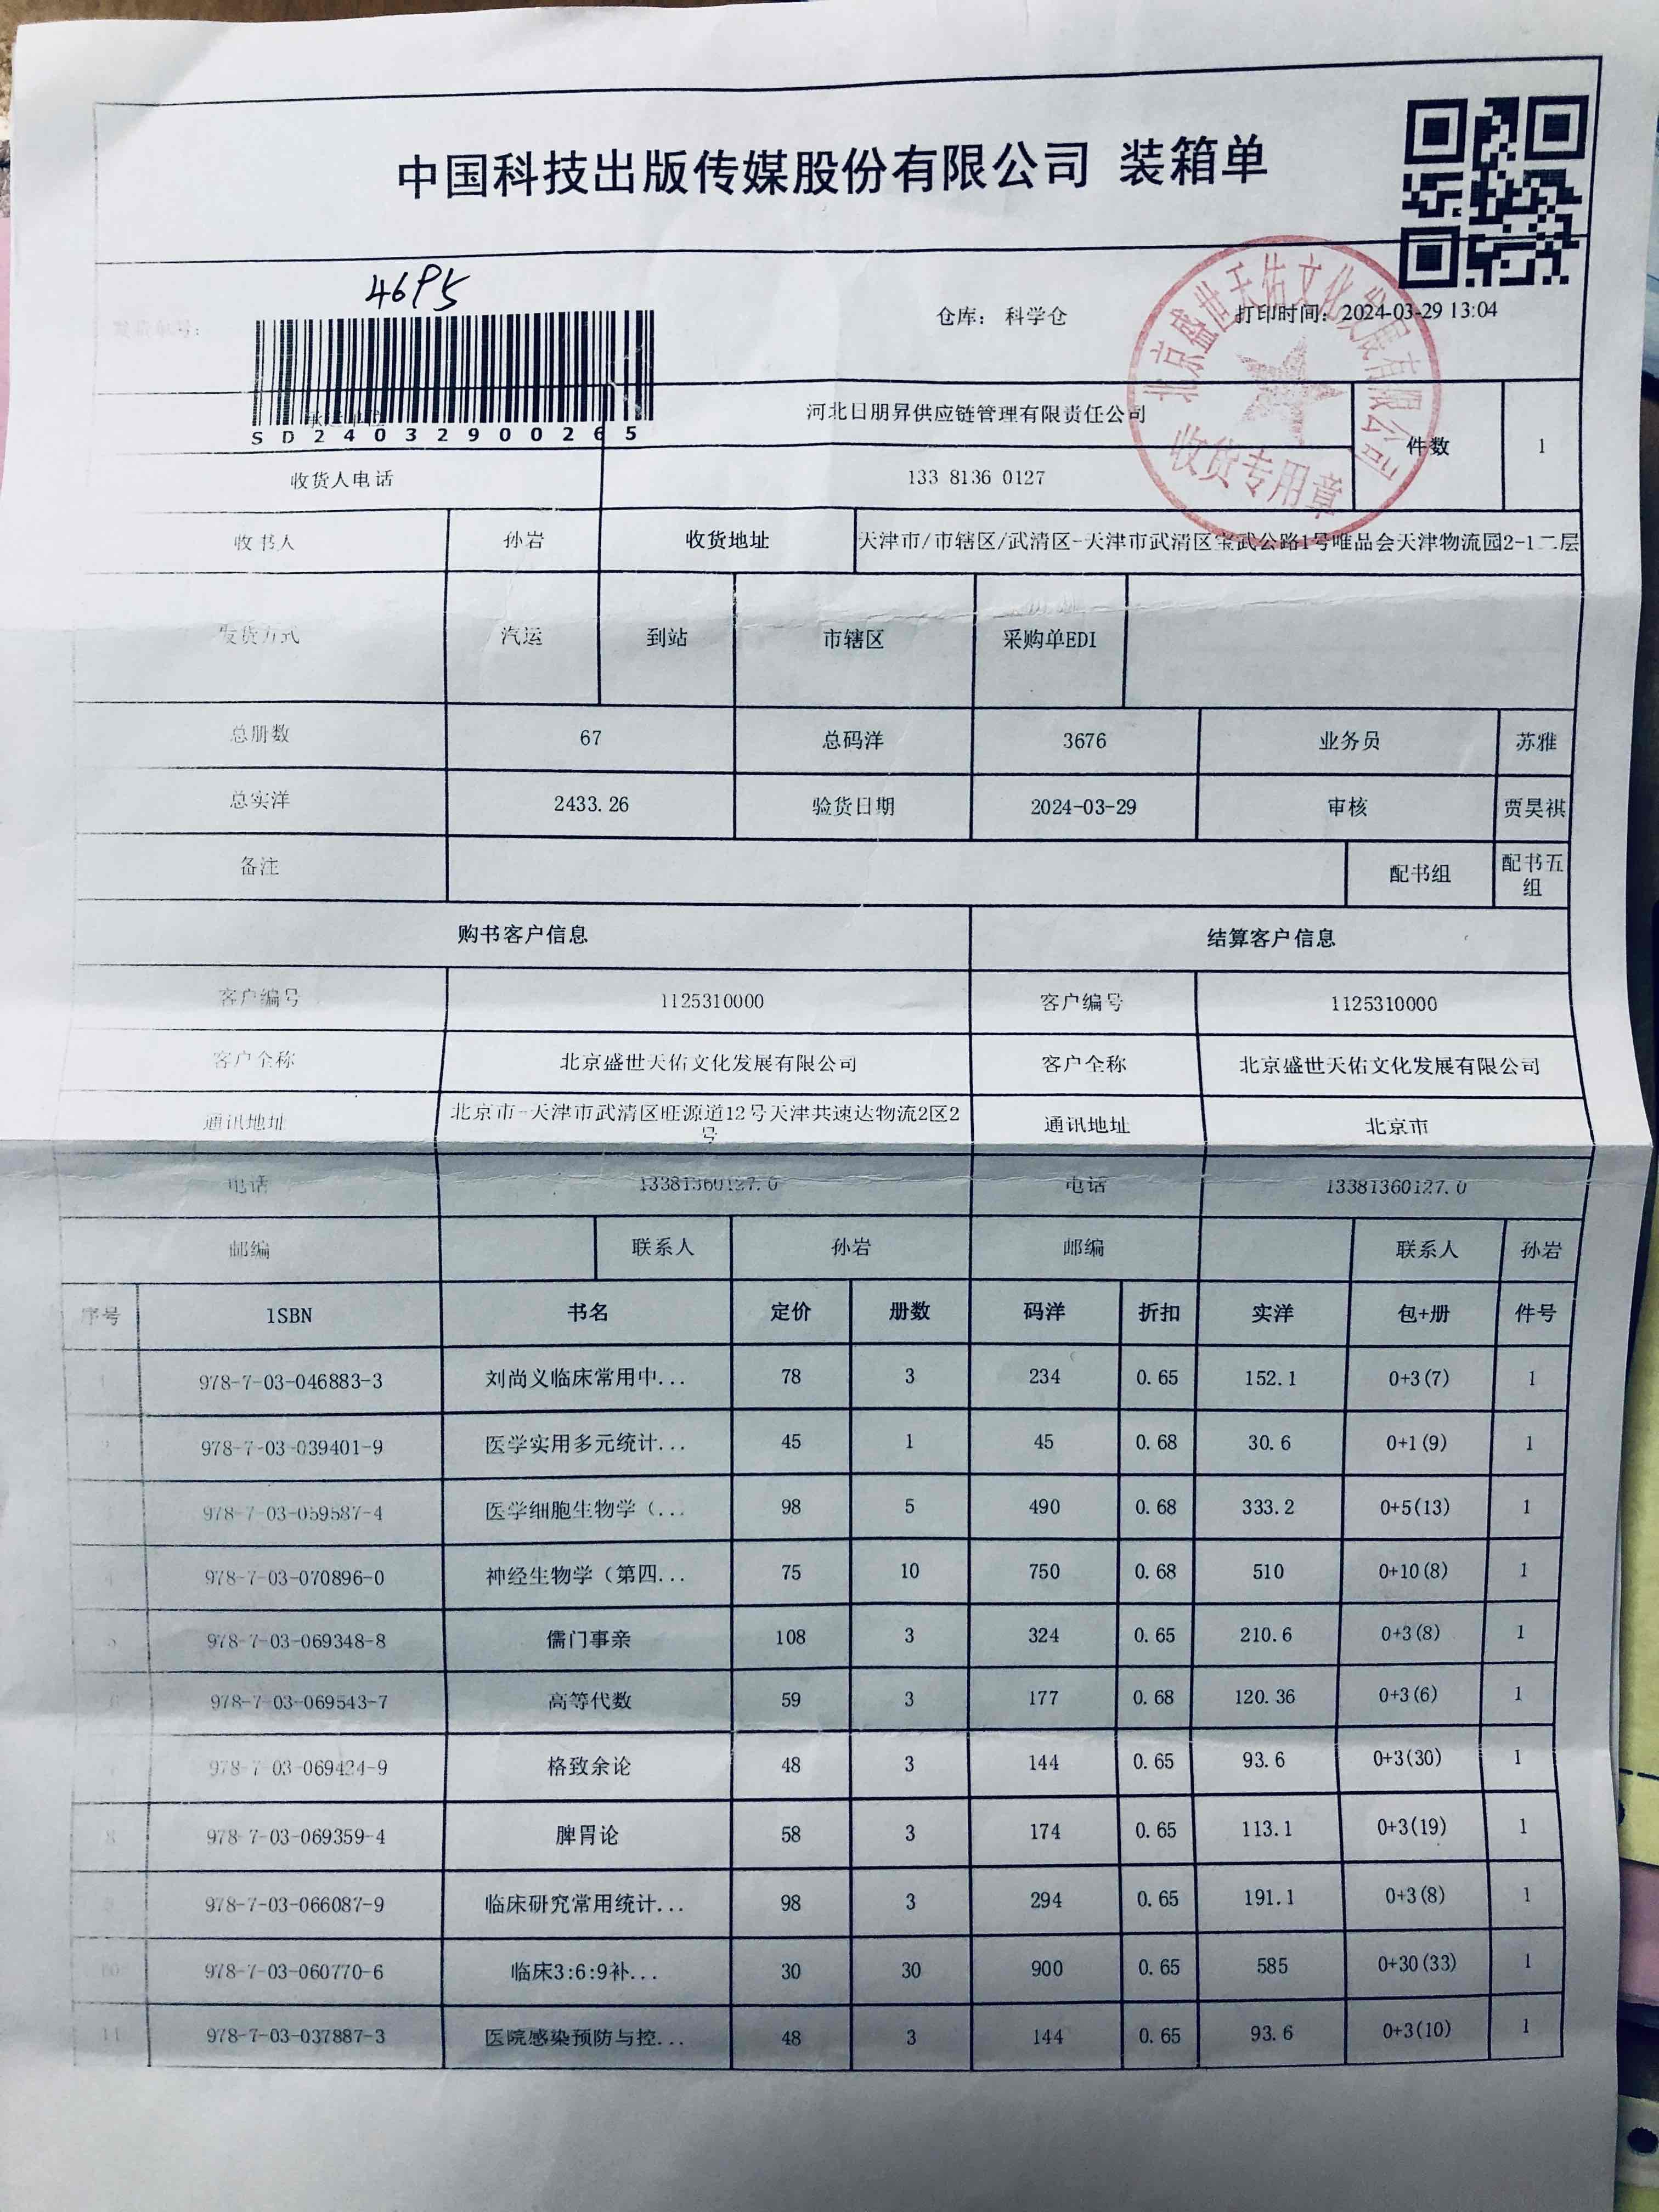 中国科技出版传媒股份有限公司 装箱单
4695
仓库： 科学仓 打印时间：2024-03-29 13:04
SD24032900265
河北日朋昇供应链管理有限责任公司 件数 1
收货人电话 133 8136 0127
北京盛世天佑文化发展有限公司
收货专用章
收书人 孙岩 收货地址 天津市/市辖区/武清区-天津市武清区宝武公路1号唯品会天津物流园2-1二层
发货方式 汽运 到站 市辖区 采购单EDI
总册数 67 总码洋 3676 业务员 苏雅
总实洋 2433.26 验货日期 2024-03-29 审核 贾昊祺
备注 配书组 配书五
组
购书客户信息 结算客户信息
客户编号 1125310000 客户编号 1125310000
客户全称 北京盛世天佑文化发展有限公司 客户全称 北京盛世天佑文化发展有限公司
通讯地址 北京市-天津市武清区旺源道12号天津共速达物流2区2 通讯地址 北京市
号
电话 13381360127.0 电话 13381360127.0
邮编 联系人 孙岩 邮编 联系人 孙岩
序号 ISBN 书名 定价 册数 码洋 折扣 实洋 包+册 件号
1 978-7-03-046883-3 刘尚义临床常用中... 78 3 234 0.65 152.1 0+3(7) 1
2 978-7-03-039401-9 医学实用多元统计... 45 1 45 0.68 30.6 0+1(9) 1
978-7-03-059587-4 医学细胞生物学（... 98 5 490 0.68 333.2 0+5(13) 1
4 978-7-03-070896-0 神经生物学（第四... 75 10 750 0.68 510 0+10(8) 1
5 978-7-03-069348-8 儒门事亲 108 3 324 0.65 210.6 0+3(8) 1
6 978-7-03-069543-7 高等代数 59 3 177 0.68 120.36 0+3(6) 1
978-7-03-069424-9 格致余论 48 3 144 0.65 93.6 0+3(30) 1
8 978-7-03-069359-4 脾胃论 58 3 174 0.65 113.1 0+3(19) 1
9 978-7-03-066087-9 临床研究常用统计... 98 3 294 0.65 191.1 0+3(8) 1
10 978-7-03-060770-6 临床3:6:9补... 30 30 900 0.65 585 0+30(33) 1
11 978-7-03-037887-3 医院感染预防与控... 48 3 144 0.65 93.6 0+3(10) 1